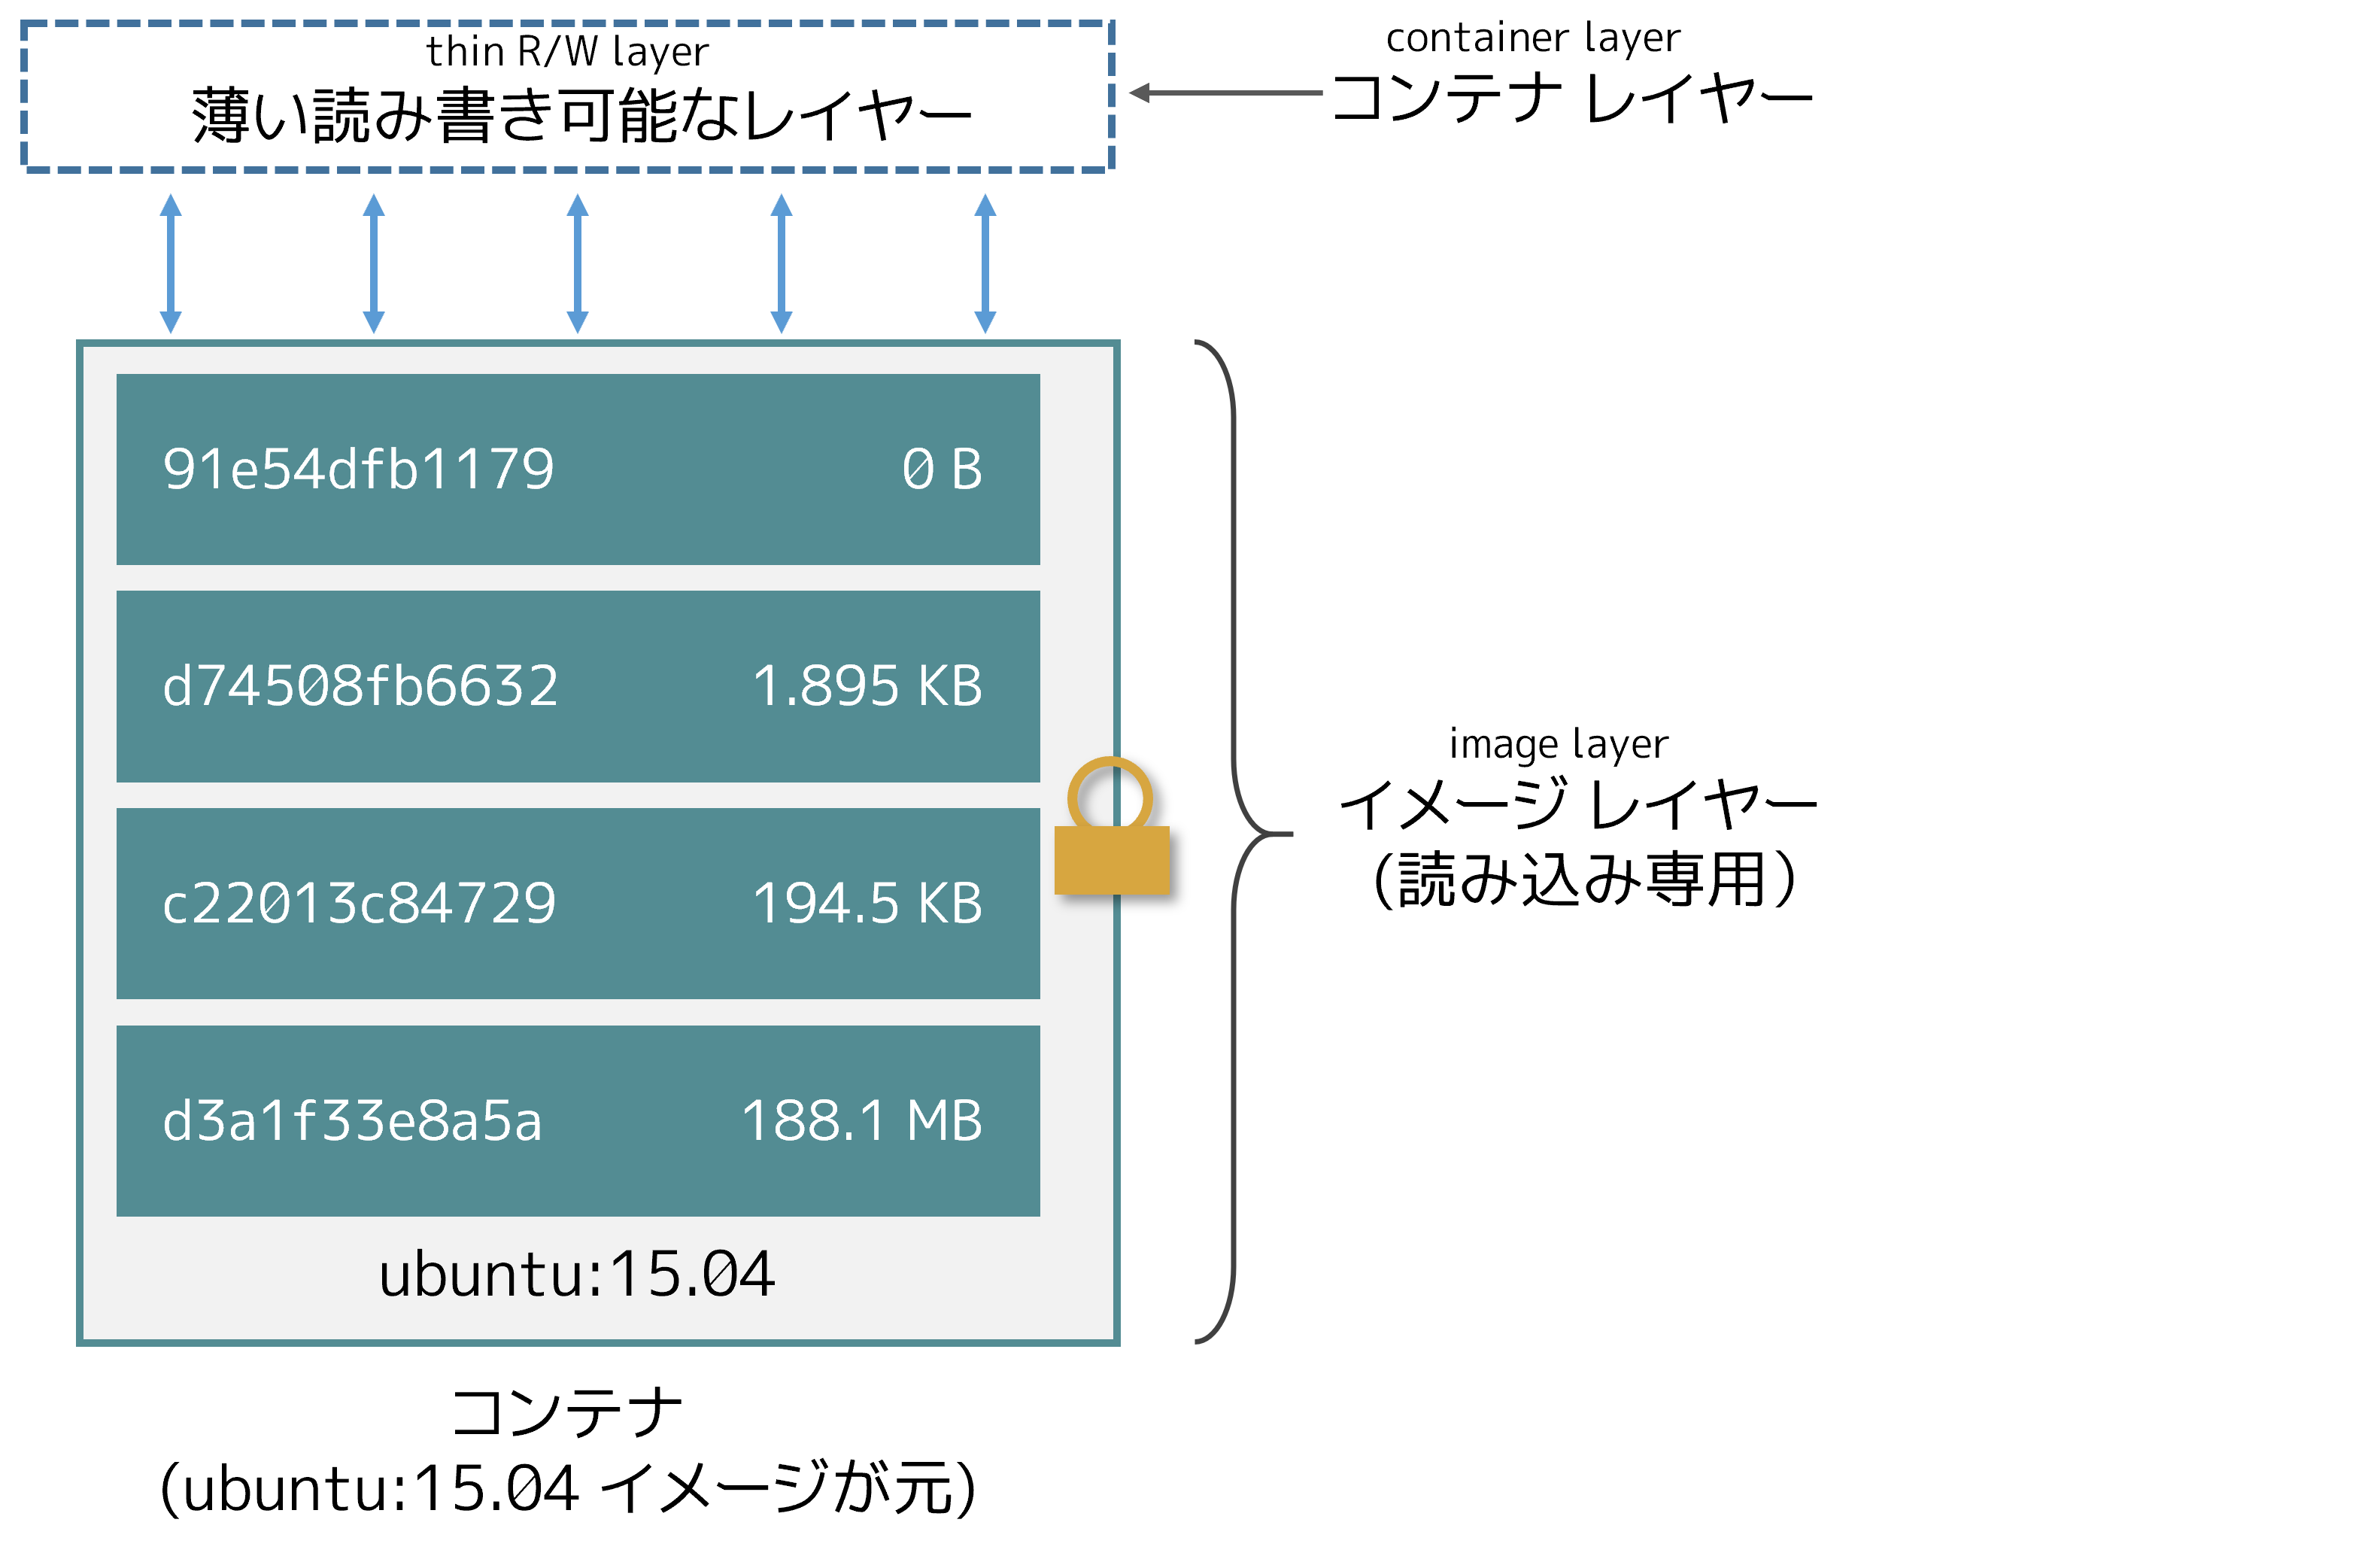 thin R/W layer
薄い読み書き可能なレイヤー
container layer
コンテナ レイヤー
91e54dfb1179 0 B
d74508fb6632 1.895 KB
c22013c84729 194.5 KB
d3a1f33e8a5a 188.1 MB
ubuntu:15.04
image layer
イメージ レイヤー
(読み込み専用)
コンテナ
(ubuntu:15.04 イメージが元)